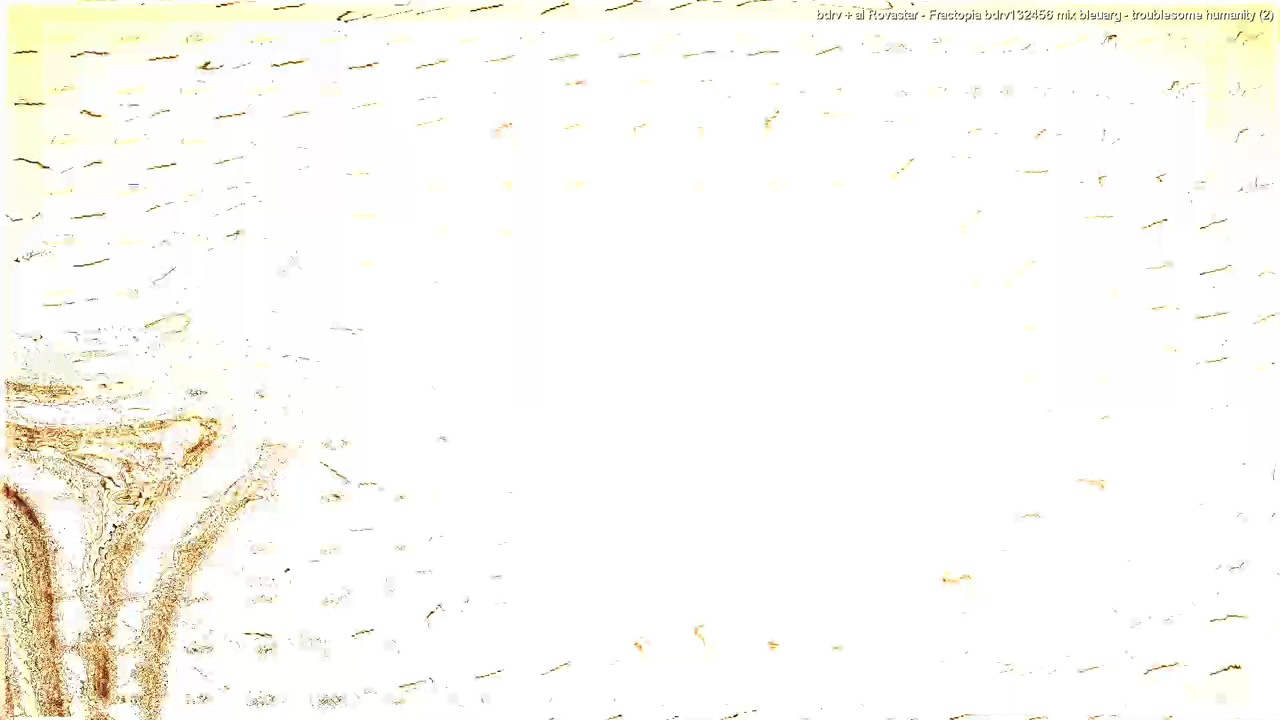 bdrv + al Rovastar - Fractopia bdrv132456 mix bleuarg - troublesome humanity (2)